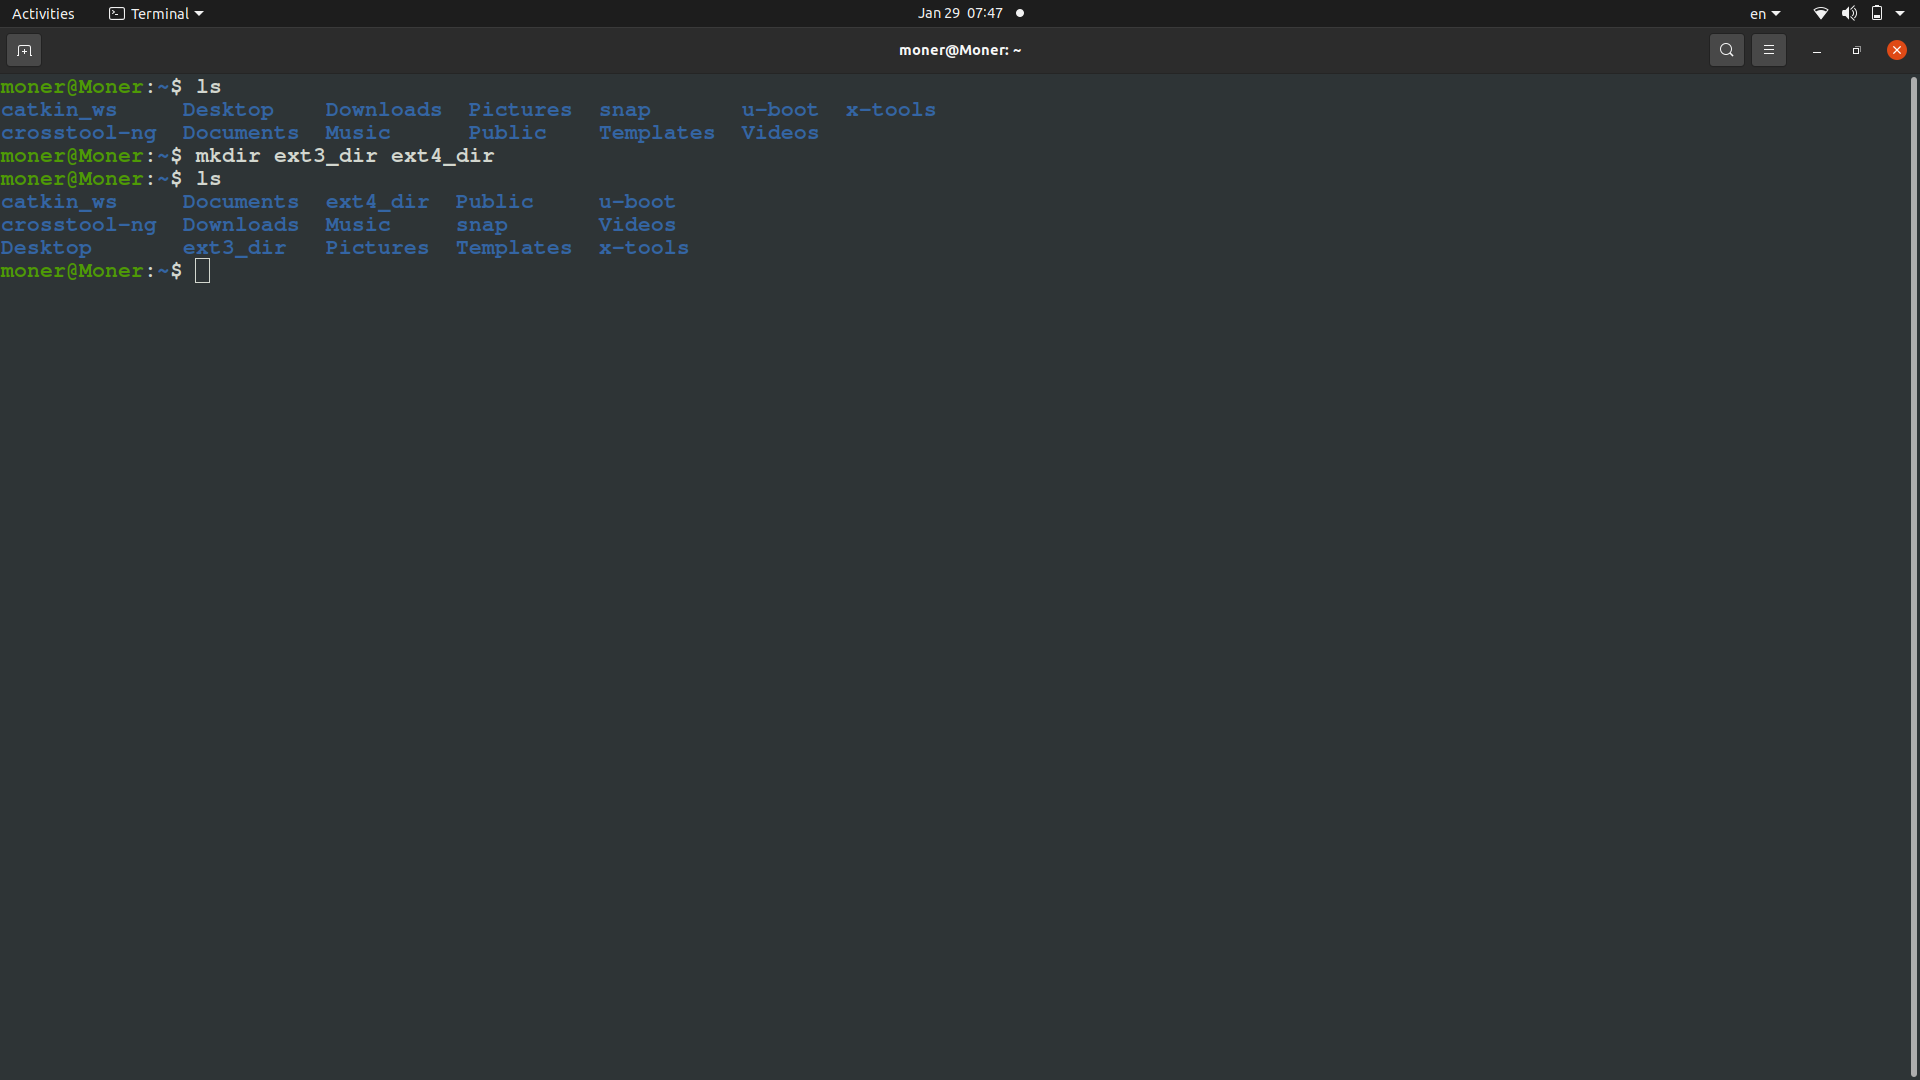 Activities Terminal Jan 29 07:47 en
moner@Moner: ~
moner@Moner:~$ ls
catkin_ws Desktop Downloads Pictures snap u-boot x-tools
crosstool-ng Documents Music Public Templates Videos
moner@Moner:~$ mkdir ext3_dir ext4_dir
moner@Moner:~$ ls
catkin_ws Documents ext4_dir Public u-boot
crosstool-ng Downloads Music snap Videos
Desktop ext3_dir Pictures Templates x-tools
moner@Moner:~$